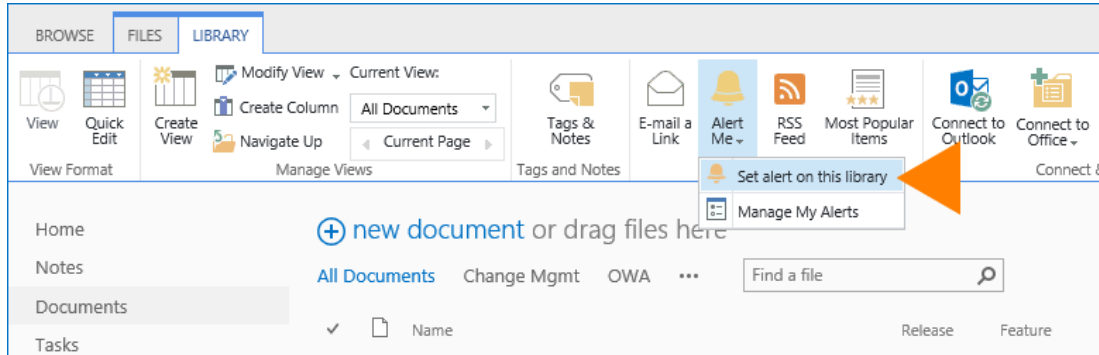 BROWSE FILES LIBRARY
View
Quick Edit
Create View
Modify View
Create Column
Navigate Up
Current View:
All Documents
Current Page
Tags & Notes
E-mail a Link
Alert Me
RSS Feed
Most Popular Items
Connect to Outlook
Connect to Office
View Format
Manage Views
Tags and Notes
Connect &
Set alert on this library
Manage My Alerts
Home
Notes
Documents
Tasks
new document or drag files here
All Documents Change Mgmt OWA ••• Find a file
Name Release Feature